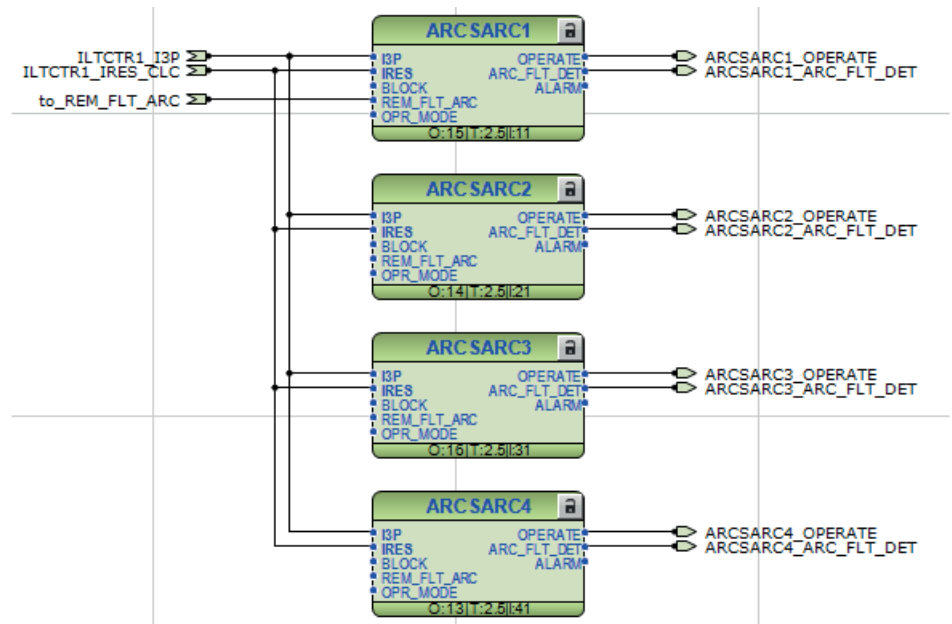 ARCSARC1
ILTCTR1_I3P
I3P
OPERATE
ARCSARC1_OPERATE
ILTCTR1_IRES_CLC
IRES
ARC_FLT_DET
ARCSARC1_ARC_FLT_DET
BLOCK
ALARM
to_REM_FLT_ARC
REM_FLT_ARC
OPR_MODE
O:15|T:2.5|I:11
ARCSARC2
I3P
OPERATE
ARCSARC2_OPERATE
IRES
ARC_FLT_DET
ARCSARC2_ARC_FLT_DET
BLOCK
ALARM
REM_FLT_ARC
OPR_MODE
O:14|T:2.5|I:21
ARCSARC3
I3P
OPERATE
ARCSARC3_OPERATE
IRES
ARC_FLT_DET
ARCSARC3_ARC_FLT_DET
BLOCK
ALARM
REM_FLT_ARC
OPR_MODE
O:16|T:2.5|I:31
ARCSARC4
I3P
OPERATE
ARCSARC4_OPERATE
IRES
ARC_FLT_DET
ARCSARC4_ARC_FLT_DET
BLOCK
ALARM
REM_FLT_ARC
OPR_MODE
O:13|T:2.5|I:41